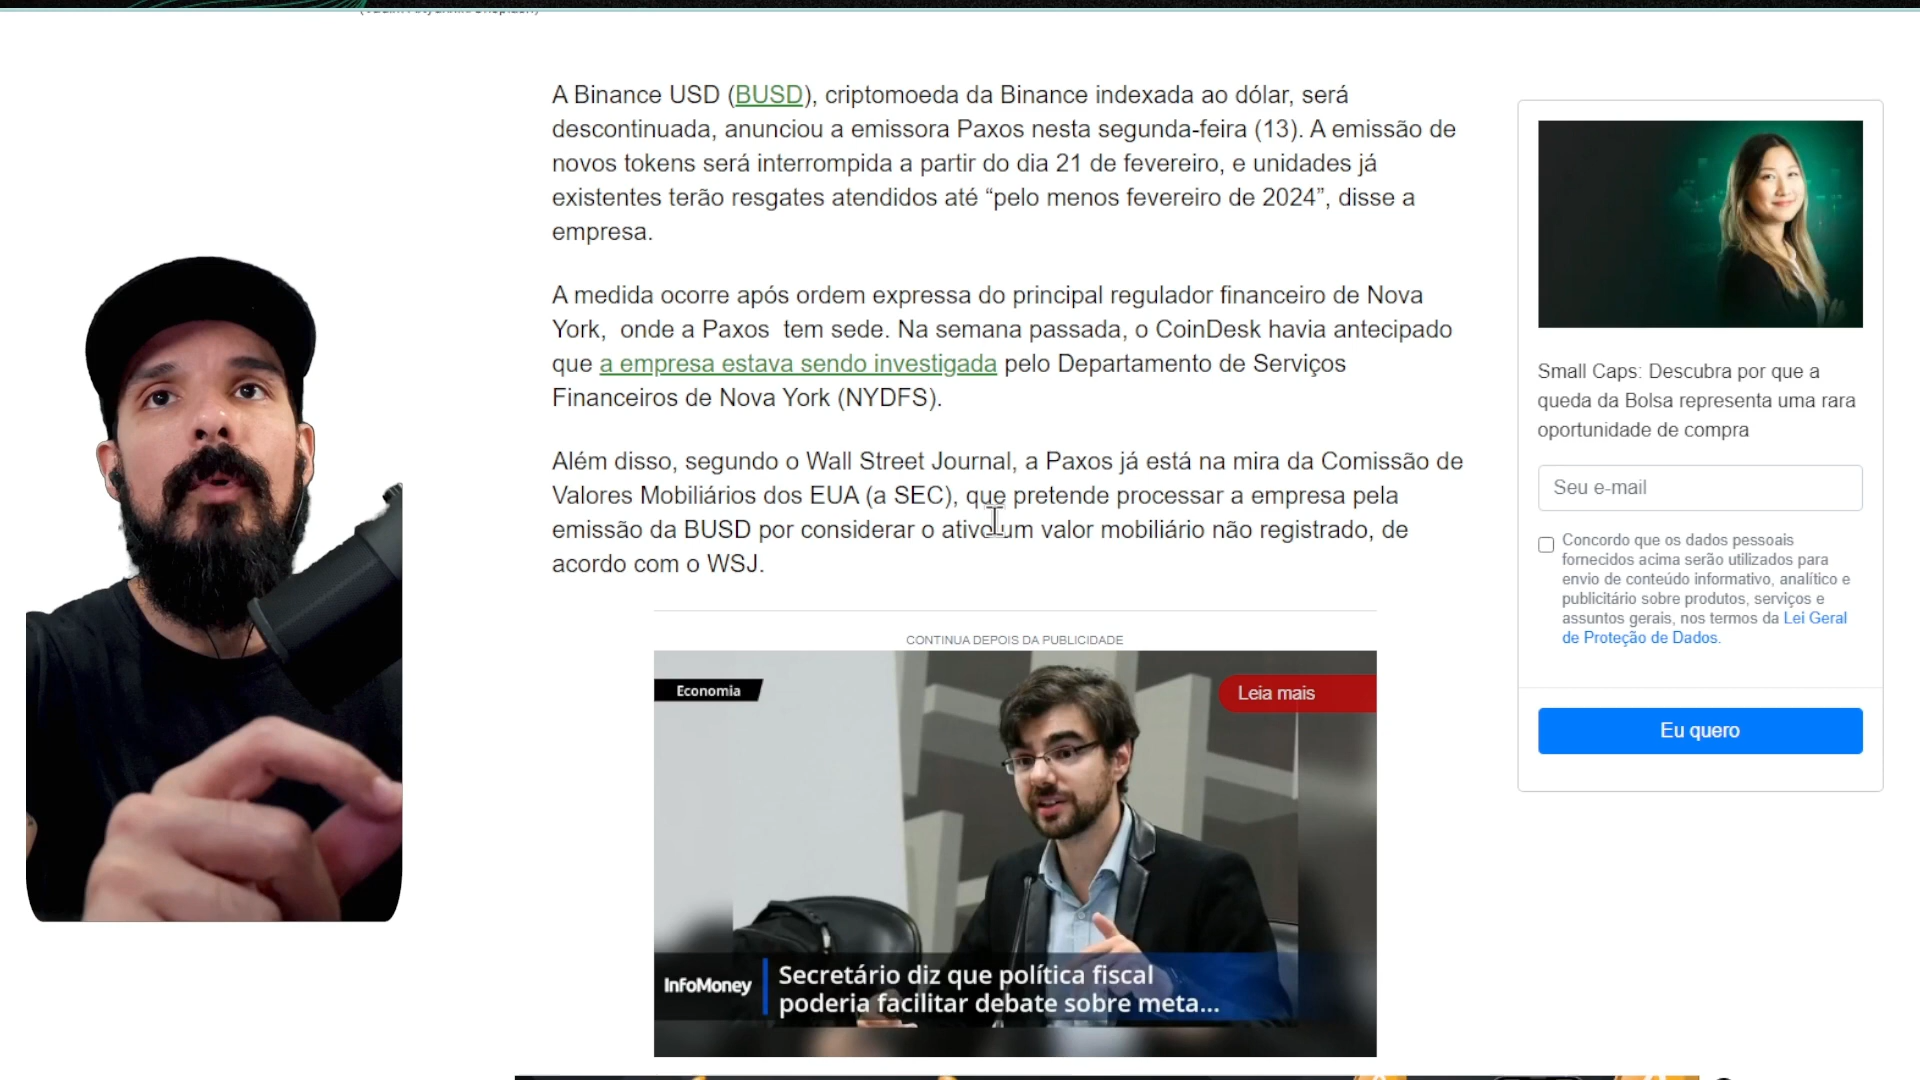 A Binance USD (BUSD), criptomoeda da Binance indexada ao dólar, será
descontinuada, anunciou a emissora Paxos nesta segunda-feira (13). A emissão de
novos tokens será interrompida a partir do dia 21 de fevereiro, e unidades já
existentes terão resgates atendidos até “pelo menos fevereiro de 2024”, disse a
empresa.
A medida ocorre após ordem expressa do principal regulador financeiro de Nova
York, onde a Paxos tem sede. Na semana passada, o CoinDesk havia antecipado
que a empresa estava sendo investigada pelo Departamento de Serviços
Financeiros de Nova York (NYDFS).
Além disso, segundo o Wall Street Journal, a Paxos já está na mira da Comissão de
Valores Mobiliários dos EUA (a SEC), que pretende processar a empresa pela
emissão da BUSD por considerar o ativo um valor mobiliário não registrado, de
acordo com o WSJ.
CONTINUA DEPOIS DA PUBLICIDADE
Economia
Leia mais
InfoMoney
Secretário diz que política fiscal
poderia facilitar debate sobre meta...
Small Caps: Descubra por que a
queda da Bolsa representa uma rara
oportunidade de compra
Seu e-mail
Concordo que os dados pessoais
fornecidos acima serão utilizados para
envio de conteúdo informativo, analítico e
publicitário sobre produtos, serviços e
assuntos gerais, nos termos da Lei Geral
de Proteção de Dados.
Eu quero